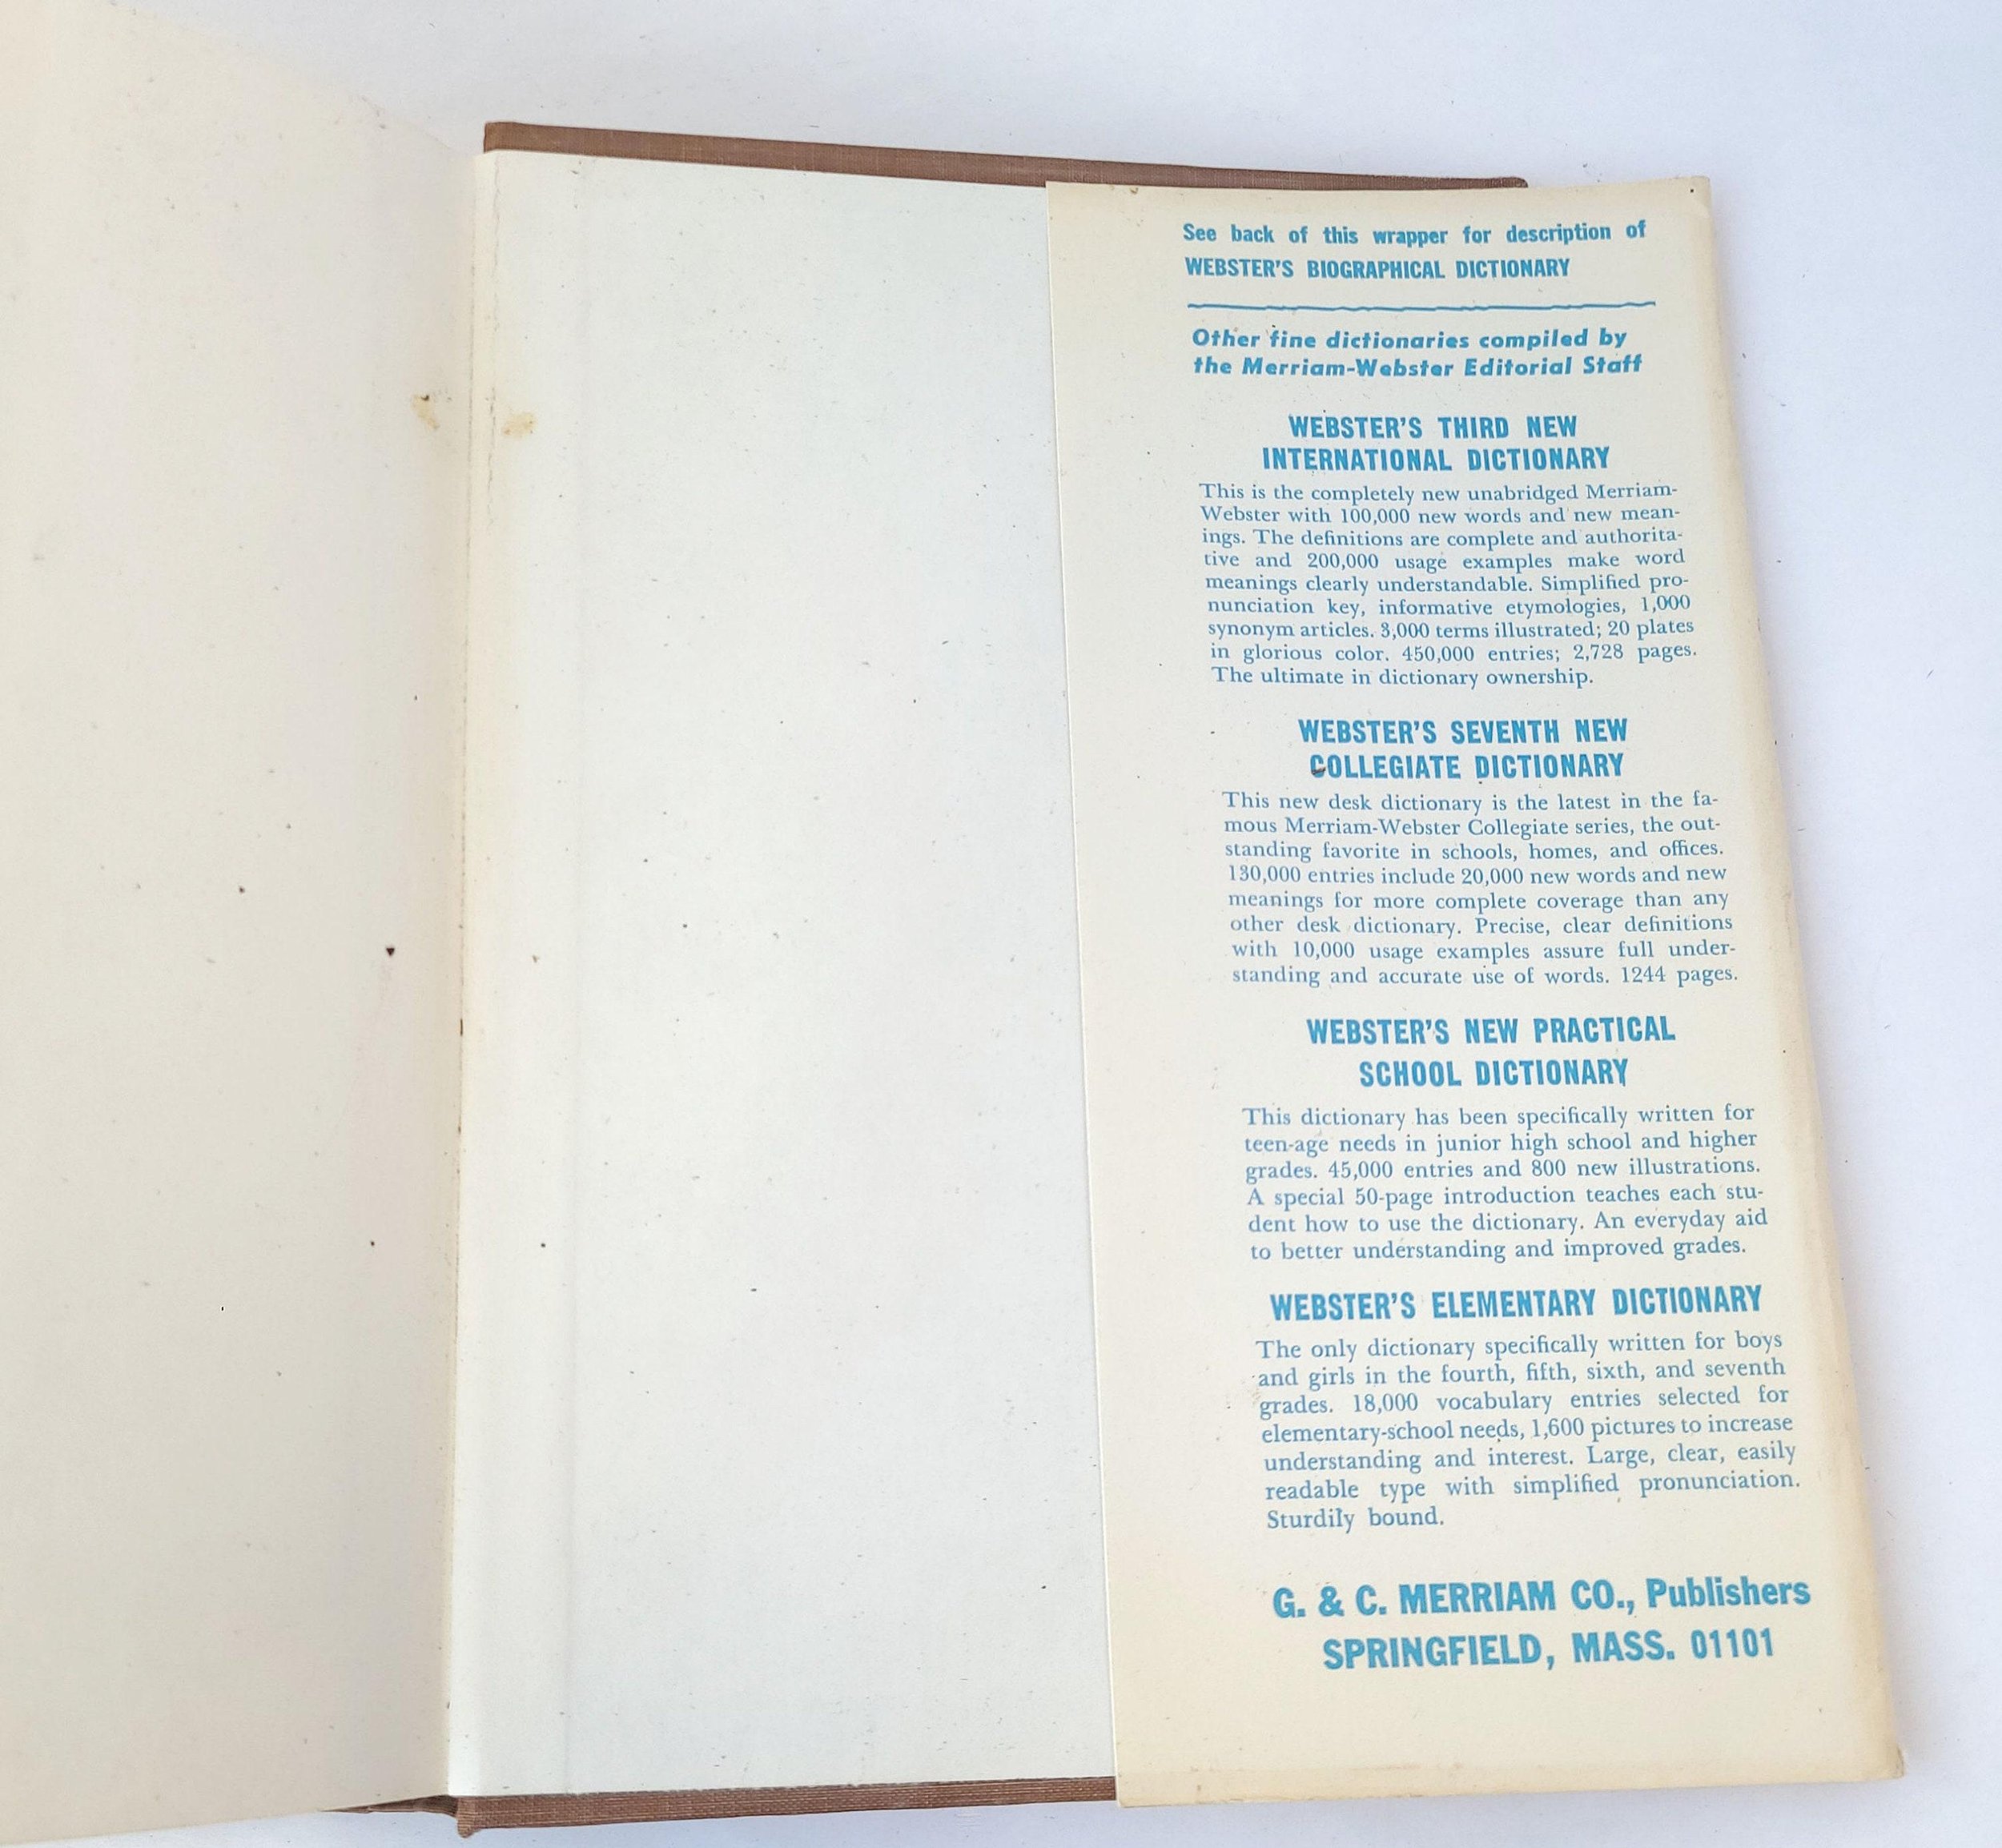 See back of this wrapper for description of
WEBSTER'S BIOGRAPHICAL DICTIONARY
Other fine dictionaries compiled by
the Merriam-Webster Editorial Staff
WEBSTER'S THIRD NEW
INTERNATIONAL DICTIONARY
This is the completely new unabridged Merriam-
Webster with 100,000 new words and new mean-
ings. The definitions are complete and authorita-
tive and 200,000 usage examples make word
meanings clearly understandable. Simplified pro-
nunciation key, informative etymologies, 1,000
synonym articles. 3,000 terms illustrated; 20 plates
in glorious color. 450,000 entries; 2,728 pages.
The ultimate in dictionary ownership.
WEBSTER'S SEVENTH NEW
COLLEGIATE DICTIONARY
This new desk dictionary is the latest in the fa-
mous Merriam-Webster Collegiate series, the out-
standing favorite in schools, homes, and offices.
130,000 entries include 20,000 new words and new
meanings for more complete coverage than any
other desk dictionary. Precise, clear definitions
with 10,000 usage examples assure full under-
standing and accurate use of words. 1244 pages.
WEBSTER'S NEW PRACTICAL
SCHOOL DICTIONARY
This dictionary has been specifically written for
teen-age needs in junior high school and higher
grades. 45,000 entries and 800 new illustrations.
A special 50-page introduction teaches each stu-
dent how to use the dictionary. An everyday aid
to better understanding and improved grades.
WEBSTER'S ELEMENTARY DICTIONARY
The only dictionary specifically written for boys
and girls in the fourth, fifth, sixth, and seventh
grades. 18,000 vocabulary entries selected for
elementary-school needs, 1,600 pictures to increase
understanding and interest. Large, clear, easily
readable type with simplified pronunciation.
Sturdily bound.
G. & C. MERRIAM CO., Publishers
SPRINGFIELD, MASS. 01101